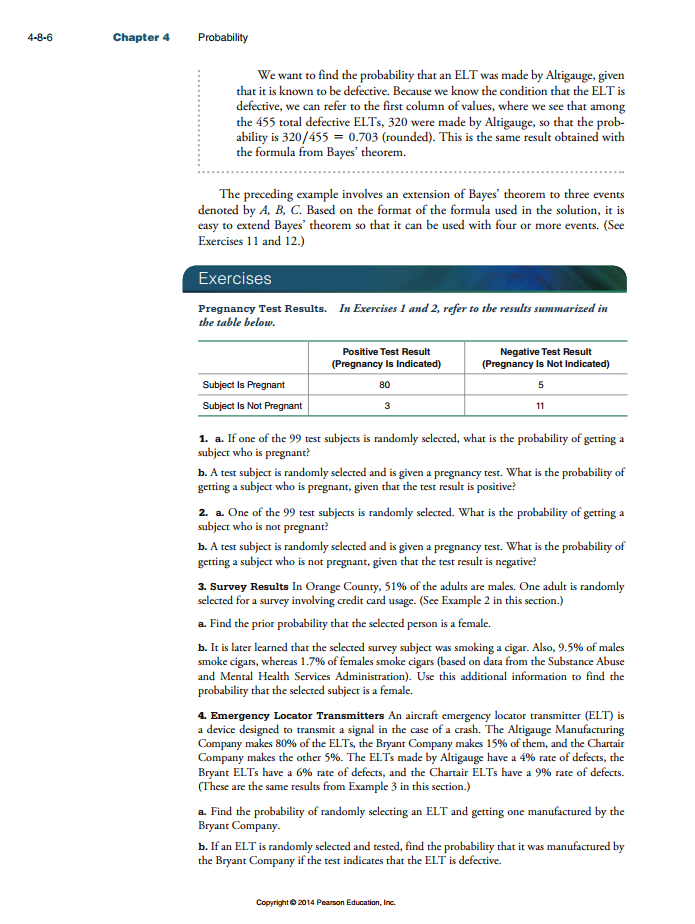 4-8-6 Chapter 4 Probability
We want to find the probability that an ELT was made by Altigauge, given
that it is known to be defective. Because we know the condition that the ELT is
defective, we can refer to the first column of values, where we see that among
the 455 total defective ELTs, 320 were made by Altigauge, so that the prob-
ability is 320/455 = 0.703 (rounded). This is the same result obtained with
the formula from Bayes’ theorem.
The preceding example involves an extension of Bayes’ theorem to three events
denoted by A, B, C. Based on the format of the formula used in the solution, it is
easy to extend Bayes’ theorem so that it can be used with four or more events. (See
Exercises 11 and 12.)
Exercises
Pregnancy Test Results. In Exercises 1 and 2, refer to the results summarized in
the table below.
Positive Test Result Negative Test Result
(Pregnancy Is Indicated) (Pregnancy Is Not Indicated)
Subject Is Pregnant 80 5
Subject Is Not Pregnant 3 11
1. a. If one of the 99 test subjects is randomly selected, what is the probability of getting a
subject who is pregnant?
b. A test subject is randomly selected and is given a pregnancy test. What is the probability of
getting a subject who is pregnant, given that the test result is positive?
2. a. One of the 99 test subjects is randomly selected. What is the probability of getting a
subject who is not pregnant?
b. A test subject is randomly selected and is given a pregnancy test. What is the probability of
getting a subject who is not pregnant, given that the test result is negative?
3. Survey Results In Orange County, 51% of the adults are males. One adult is randomly
selected for a survey involving credit card usage. (See Example 2 in this section.)
a. Find the prior probability that the selected person is a female.
b. It is later learned that the selected survey subject was smoking a cigar. Also, 9.5% of males
smoke cigars, whereas 1.7% of females smoke cigars (based on data from the Substance Abuse
and Mental Health Services Administration). Use this additional information to find the
probability that the selected subject is a female.
4. Emergency Locator Transmitters An aircraft emergency locator transmitter (ELT) is
a device designed to transmit a signal in the case of a crash. The Altigauge Manufacturing
Company makes 80% of the ELTs, the Bryant Company makes 15% of them, and the Chartair
Company makes the other 5%. The ELTs made by Altigauge have a 4% rate of defects, the
Bryant ELTs have a 6% rate of defects, and the Chartair ELTs have a 9% rate of defects.
(These are the same results from Example 3 in this section.)
a. Find the probability of randomly selecting an ELT and getting one manufactured by the
Bryant Company.
b. If an ELT is randomly selected and tested, find the probability that it was manufactured by
the Bryant Company if the test indicates that the ELT is defective.
Copyright © 2014 Pearson Education, Inc.